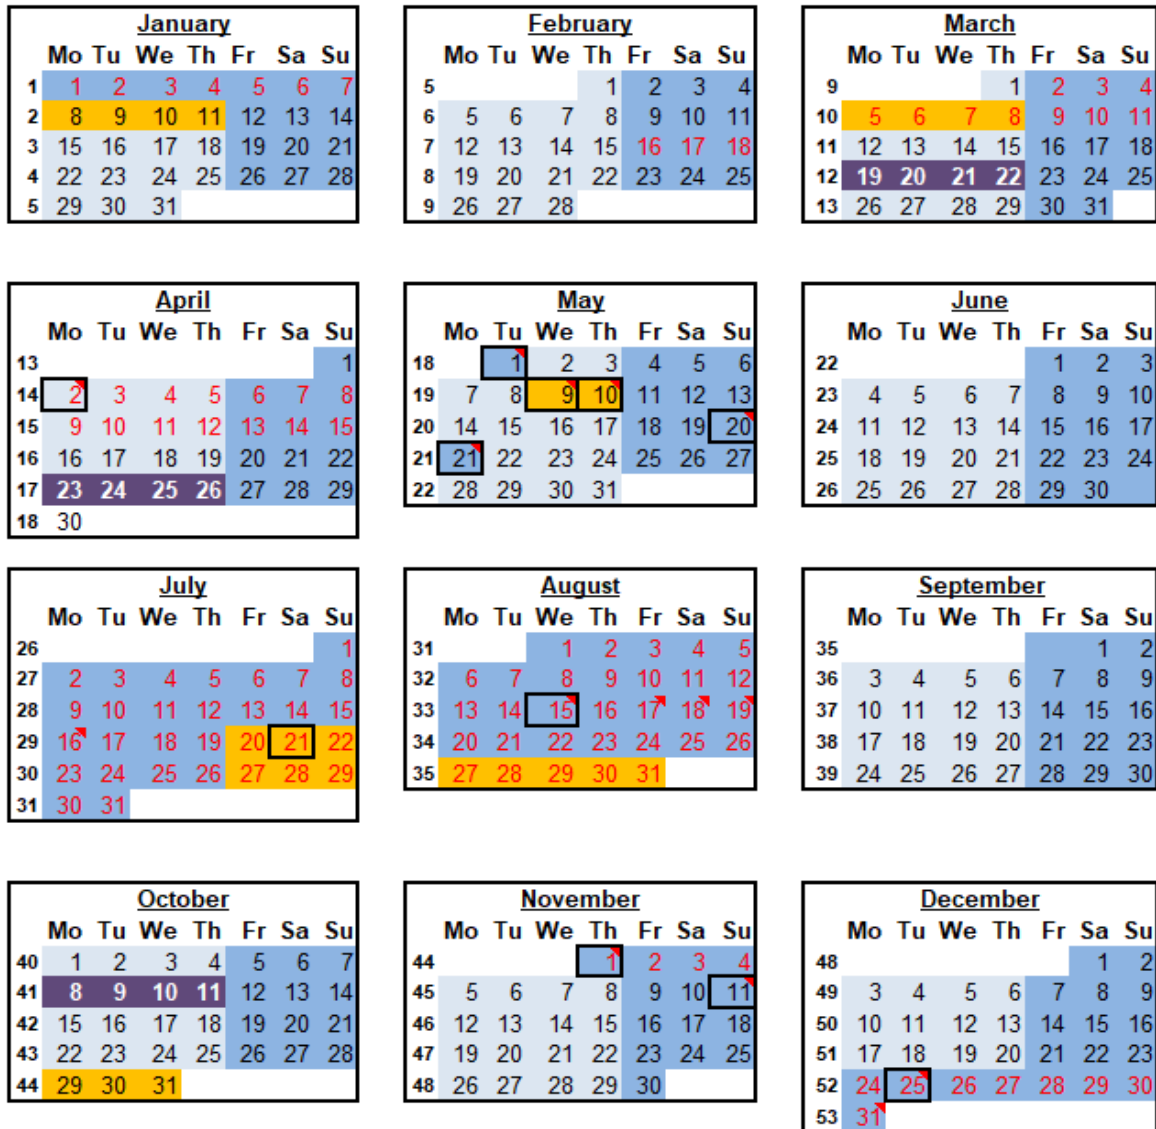 January February March
Mo Tu We Th Fr Sa Su Mo Tu We Th Fr Sa Su Mo Tu We Th Fr Sa Su
1 1 2 3 4 5 6 7 5 1 2 3 4 9 1 2 3 4
2 8 9 10 11 12 13 14 6 5 6 7 8 9 10 11 10 5 6 7 8 9 10 11
3 15 16 17 18 19 20 21 7 12 13 14 15 16 17 18 11 12 13 14 15 16 17 18
4 22 23 24 25 26 27 28 8 19 20 21 22 23 24 25 12 19 20 21 22 23 24 25
5 29 30 31 9 26 27 28 13 26 27 28 29 30 31
April May June
Mo Tu We Th Fr Sa Su Mo Tu We Th Fr Sa Su Mo Tu We Th Fr Sa Su
13 1 18 1 2 3 4 5 6 22 1 2 3
14 2 3 4 5 6 7 8 19 7 8 9 10 11 12 13 23 4 5 6 7 8 9 10
15 9 10 11 12 13 14 15 20 14 15 16 17 18 19 20 24 11 12 13 14 15 16 17
16 16 17 18 19 20 21 22 21 21 22 23 24 25 26 27 25 18 19 20 21 22 23 24
17 23 24 25 26 27 28 29 22 28 29 30 31 26 25 26 27 28 29 30
18 30
July August September
Mo Tu We Th Fr Sa Su Mo Tu We Th Fr Sa Su Mo Tu We Th Fr Sa Su
26 1 31 1 2 3 4 5 35 1 2
27 2 3 4 5 6 7 8 32 6 7 8 9 10 11 12 36 3 4 5 6 7 8 9
28 9 10 11 12 13 14 15 33 13 14 15 16 17 18 19 37 10 11 12 13 14 15 16
29 16 17 18 19 20 21 22 34 20 21 22 23 24 25 26 38 17 18 19 20 21 22 23
30 23 24 25 26 27 28 29 35 27 28 29 30 31 39 24 25 26 27 28 29 30
31 30 31
October November December
Mo Tu We Th Fr Sa Su Mo Tu We Th Fr Sa Su Mo Tu We Th Fr Sa Su
40 1 2 3 4 5 6 7 44 1 2 3 4 48 1 2
41 8 9 10 11 12 13 14 45 5 6 7 8 9 10 11 49 3 4 5 6 7 8 9
42 15 16 17 18 19 20 21 46 12 13 14 15 16 17 18 50 10 11 12 13 14 15 16
43 22 23 24 25 26 27 28 47 19 20 21 22 23 24 25 51 17 18 19 20 21 22 23
44 29 30 31 48 26 27 28 29 30 52 24 25 26 27 28 29 30
53 31